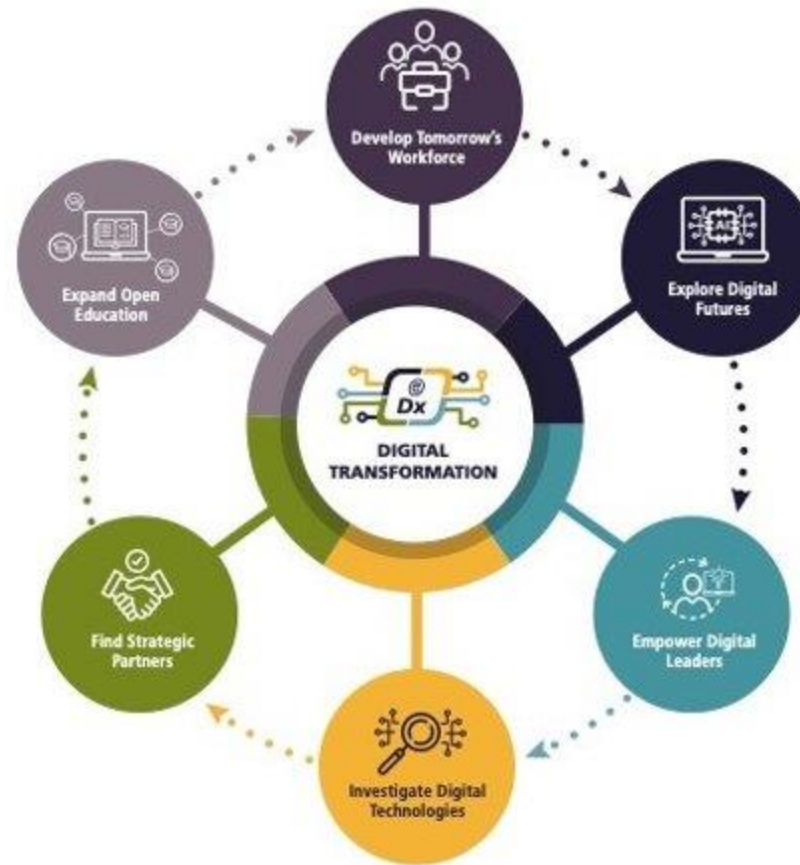 Develop Tomorrow's
Workforce
Expand Open
Education
AI
Explore Digital
Futures
@
Dx
DIGITAL
TRANSFORMATION
Find Strategic
Partners
Empower Digital
Leaders
Investigate Digital
Technologies